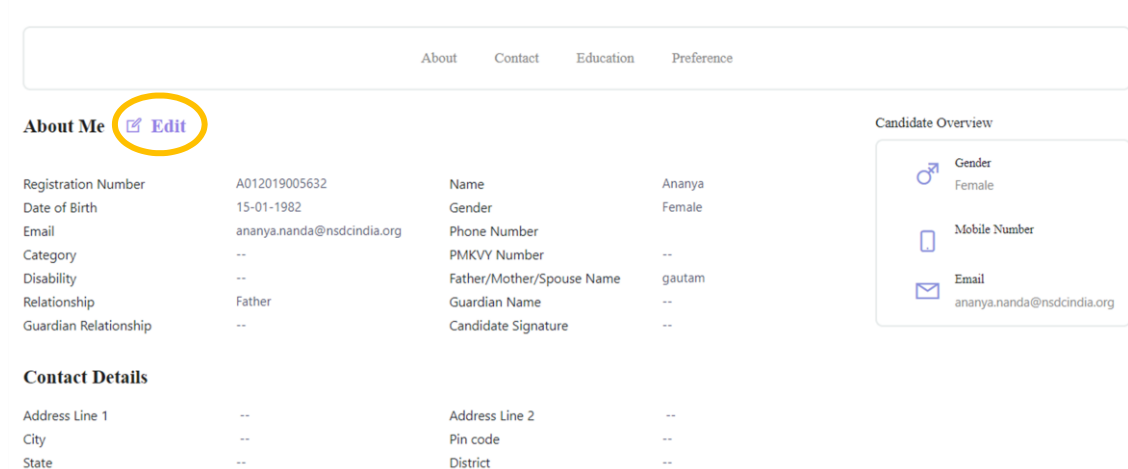 About Contact Education Preference
About Me Edit
Registration Number A012019005632 Name Ananya
Date of Birth 15-01-1982 Gender Female
Email ananya.nanda@nsdcindia.org Phone Number
Category -- PMKVY Number --
Disability -- Father/Mother/Spouse Name gautam
Relationship Father Guardian Name --
Guardian Relationship -- Candidate Signature --
Contact Details
Address Line 1 -- Address Line 2 --
City -- Pin code --
State -- District --
Candidate Overview
Gender
Female
Mobile Number
Email
ananya.nanda@nsdcindia.org